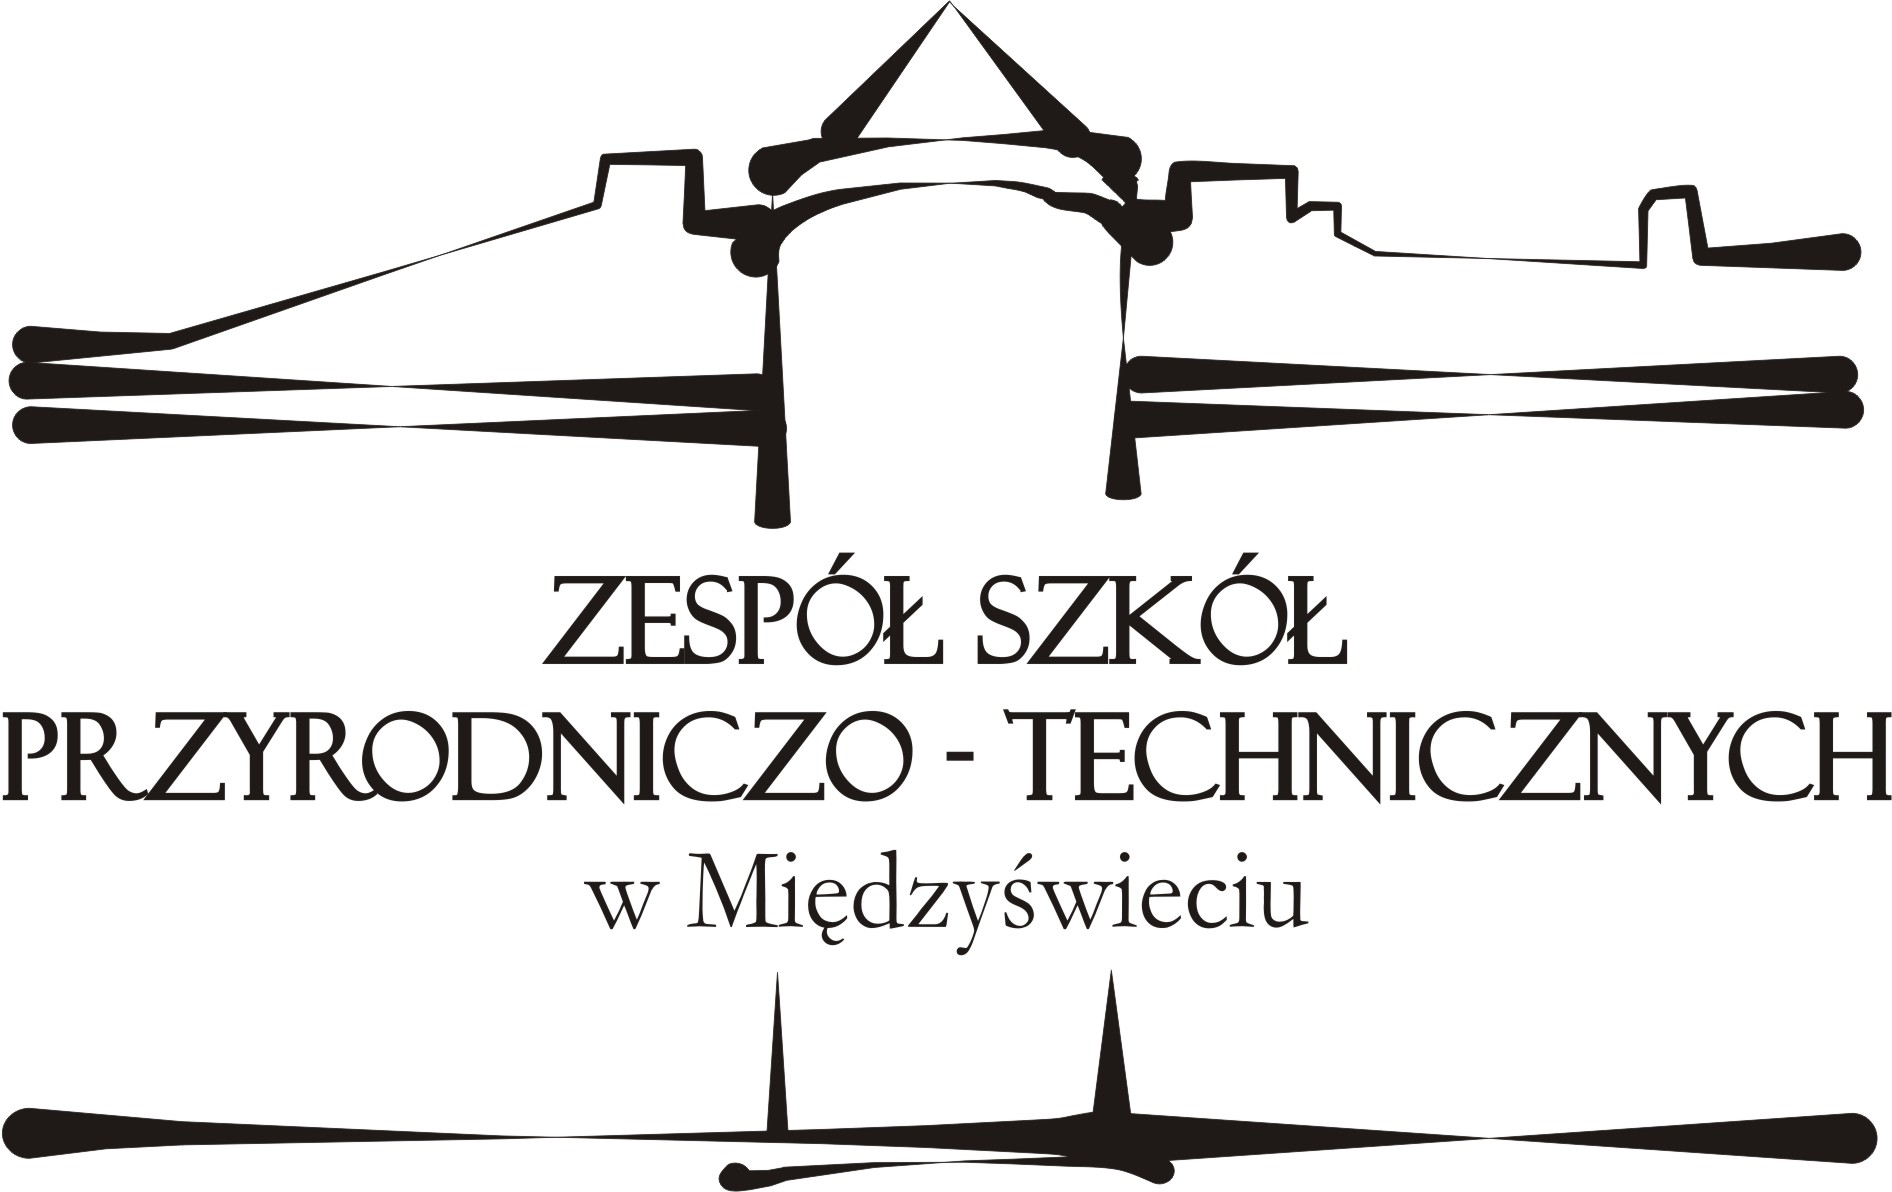 ZESPÓŁ SZKÓŁ
PRZYRODNICZO - TECHNICZNYCH
w Międzyświeciu